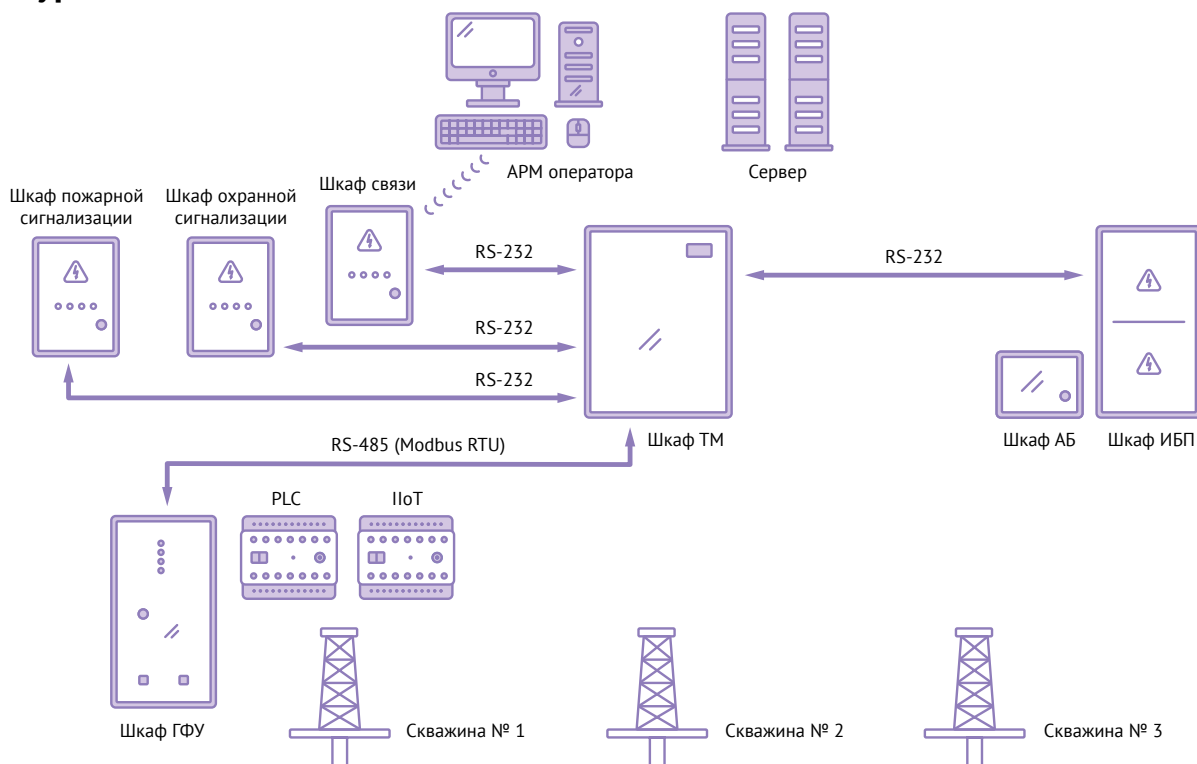 АРМ оператора
Сервер
Шкаф пожарной
сигнализации
Шкаф охранной
сигнализации
Шкаф связи
RS-232
RS-232
RS-232
RS-232
Шкаф ТМ
Шкаф АБ
Шкаф ИБП
RS-485 (Modbus RTU)
PLC
IIoT
Шкаф ГФУ
Скважина № 1
Скважина № 2
Скважина № 3